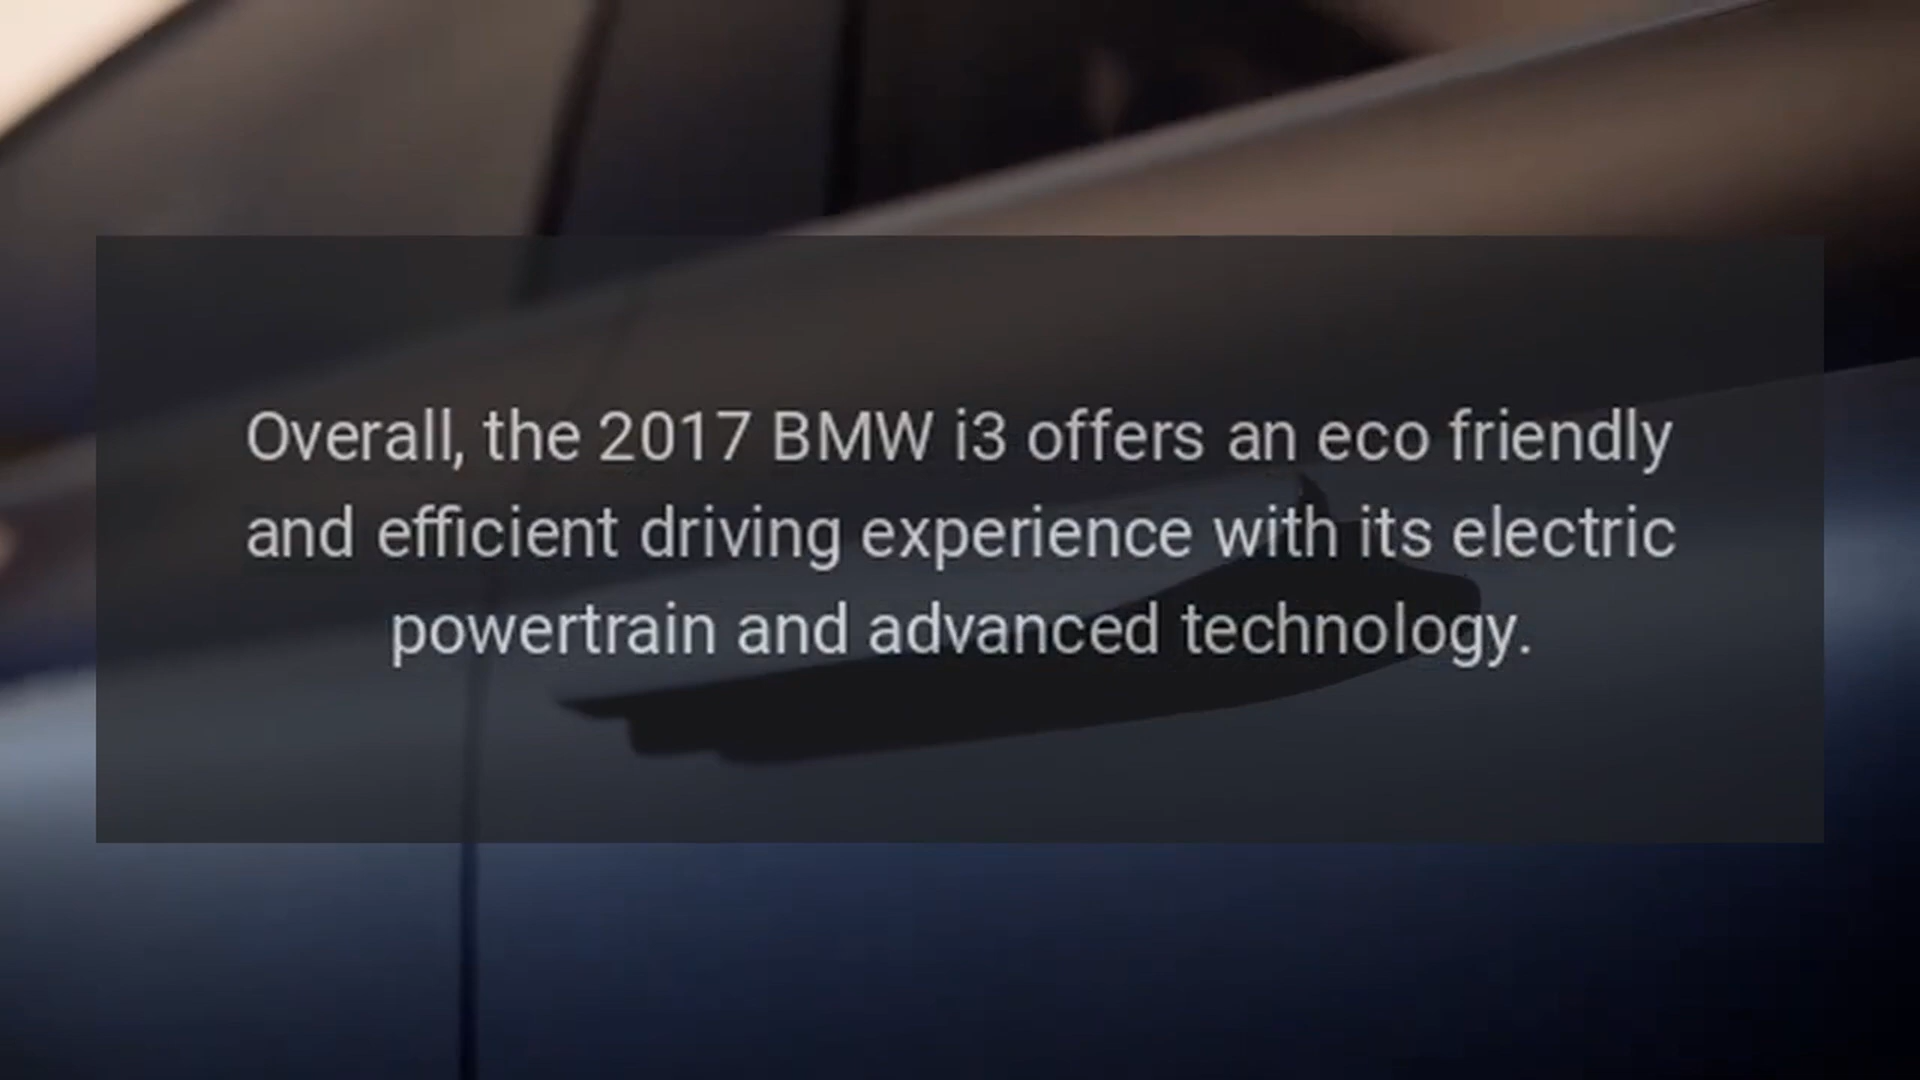 Overall, the 2017 BMW i3 offers an eco friendly
and efficient driving experience with its electric
powertrain and advanced technology.